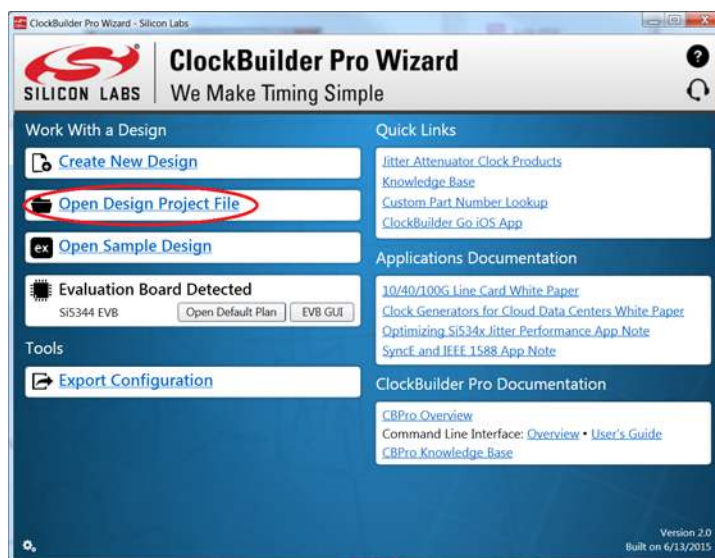 ClockBuilder Pro Wizard - Silicon Labs
SILICON LABS
ClockBuilder Pro Wizard
We Make Timing Simple
?
Work With a Design
Create New Design
Open Design Project File
ex Open Sample Design
Evaluation Board Detected
Si5344 EVB Open Default Plan EVB GUI
Tools
Export Configuration
Quick Links
Jitter Attenuator Clock Products
Knowledge Base
Custom Part Number Lookup
ClockBuilder Go iOS App
Applications Documentation
10/40/100G Line Card White Paper
Clock Generators for Cloud Data Centers White Paper
Optimizing Si534x Jitter Performance App Note
SyncE and IEEE 1588 App Note
ClockBuilder Pro Documentation
CBPro Overview
Command Line Interface: Overview • User's Guide
CBPro Knowledge Base
Version 2.0
Built on 6/13/2015